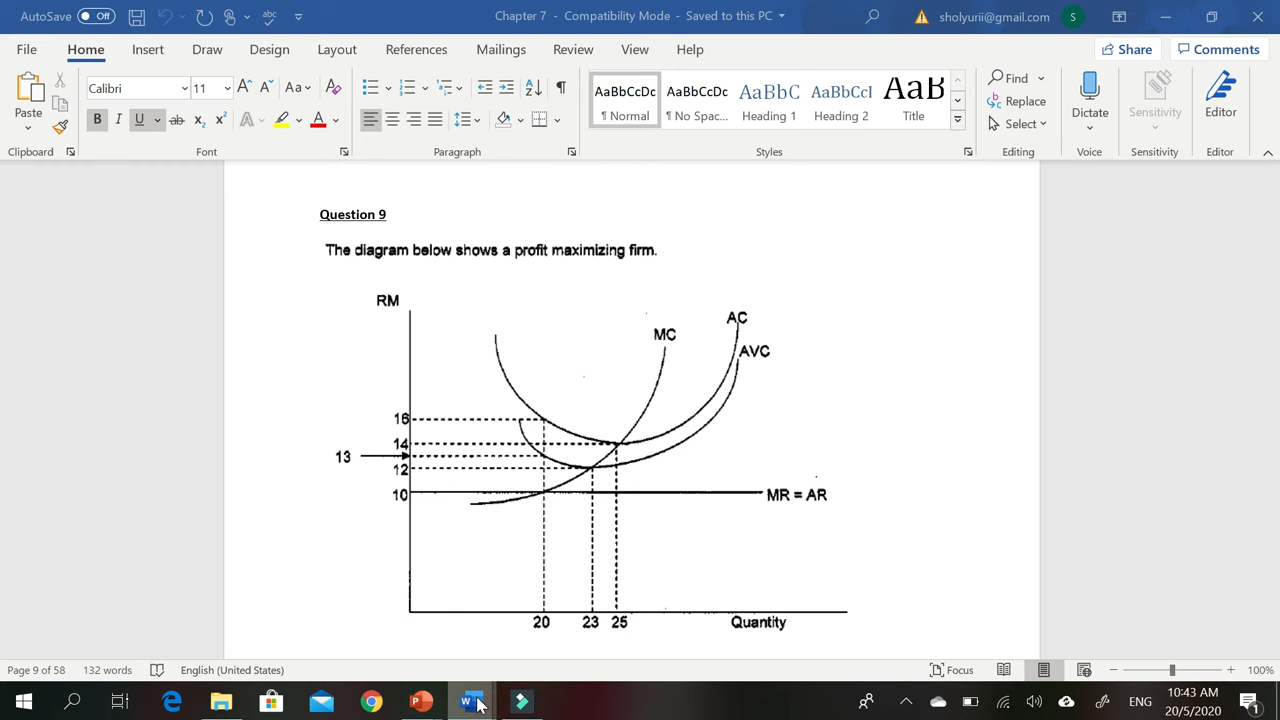 AutoSave Off Chapter 7 - Compatibility Mode - Saved to this PC sholyurii@gmail.com S
File Home Insert Draw Design Layout References Mailings Review View Help Share Comments
Paste Calibri 11 AaBbCcDc AaBbCcDc AaBbC AaBbCcI AaB Find Replace Select Dictate Sensitivity Editor
¶ Normal ¶ No Spac... Heading 1 Heading 2 Title
Clipboard Font Paragraph Styles Editing Voice Sensitivity Editor
Question 9
The diagram below shows a profit maximizing firm.
RM
AC
MC
AVC
16
14
13
12
10
MR = AR
20 23 25 Quantity
Page 9 of 58 132 words English (United States) Focus 100%
ENG 10:43 AM
20/5/2020
1